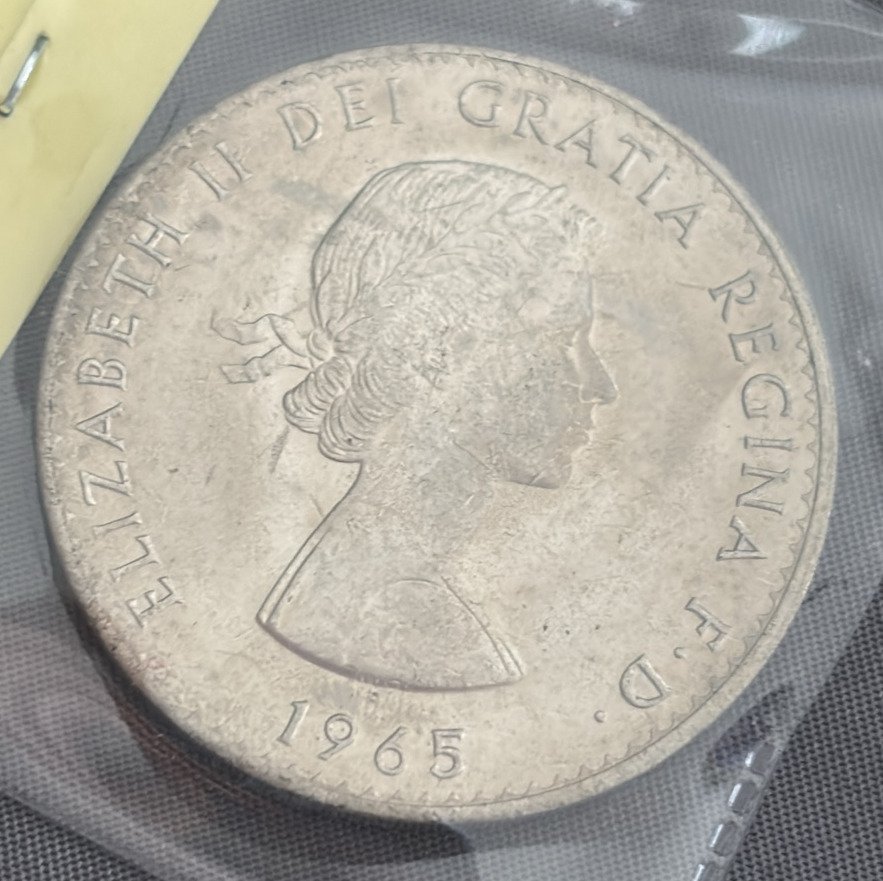 ELIZABETH II DEI GRATIA REGINA F·D·
1965